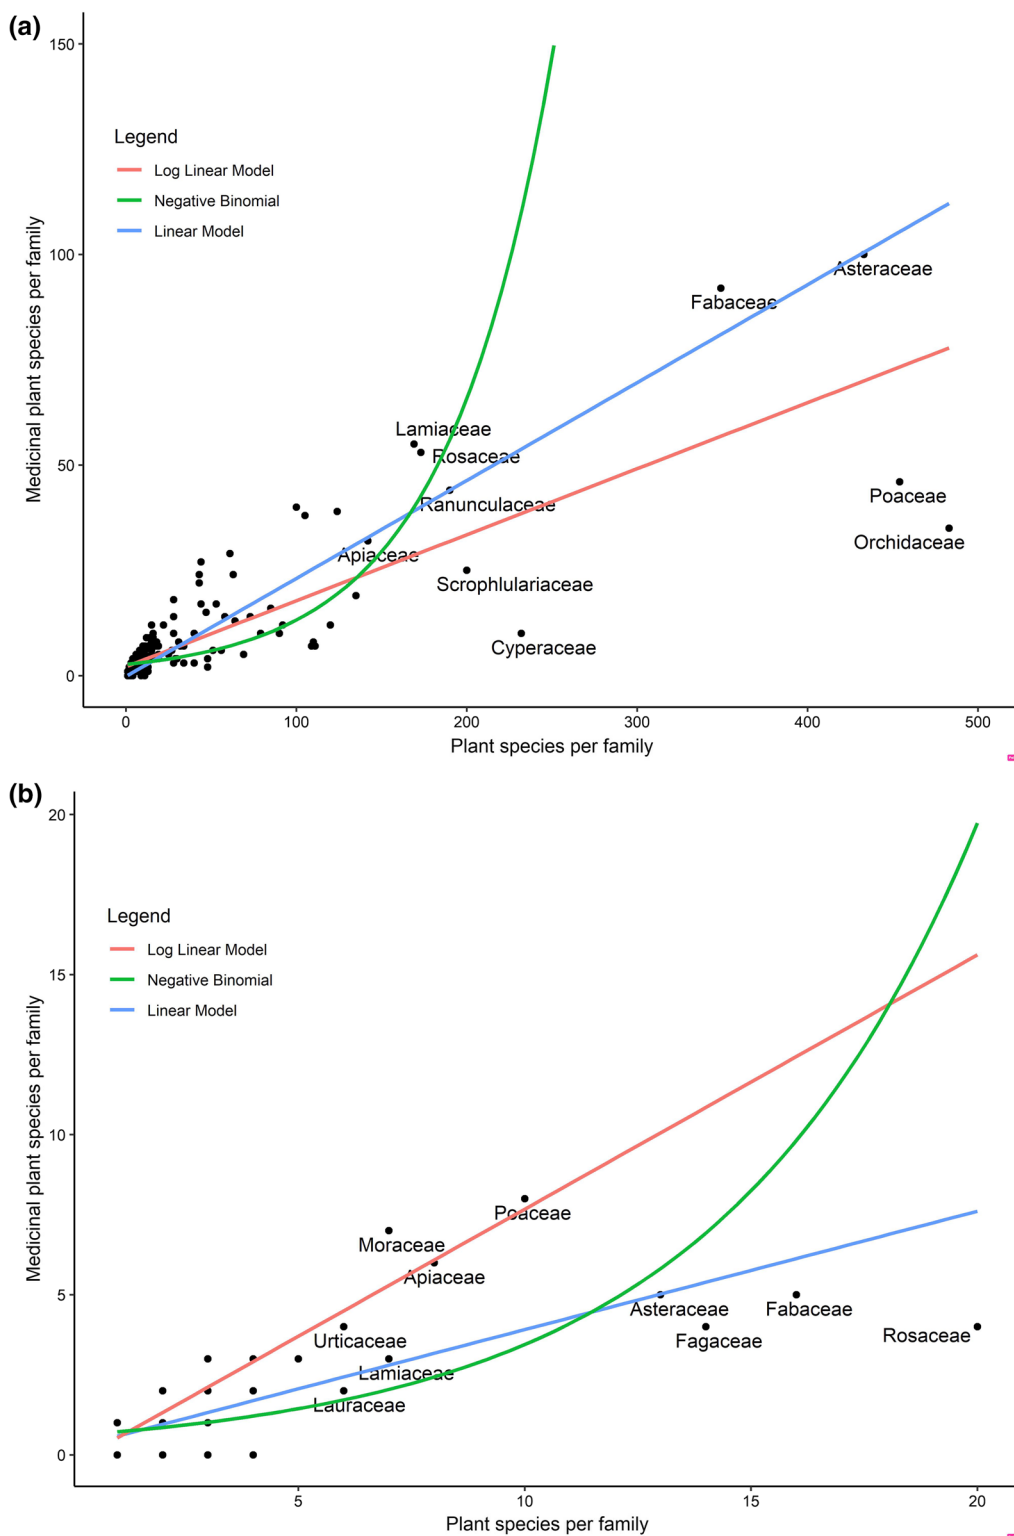 (a)
150
Legend
Log Linear Model
Negative Binomial
Linear Model
100
50
0
Medicinal plant species per family
Asteraceae
Fabaceae
Lamiaceae
Rosaceae
Poaceae
Ranunculaceae
Orchidaceae
Apiaceae
Scrophlulariaceae
Cyperaceae
0 100 200 300 400 500
Plant species per family
(b)
20
Legend
Log Linear Model
Negative Binomial
Linear Model
15
10
5
0
Medicinal plant species per family
Poaceae
Moraceae
Apiaceae
Asteraceae Fabaceae
Urticaceae Fagaceae Rosaceae
Lamiaceae
Lauraceae
5 10 15 20
Plant species per family